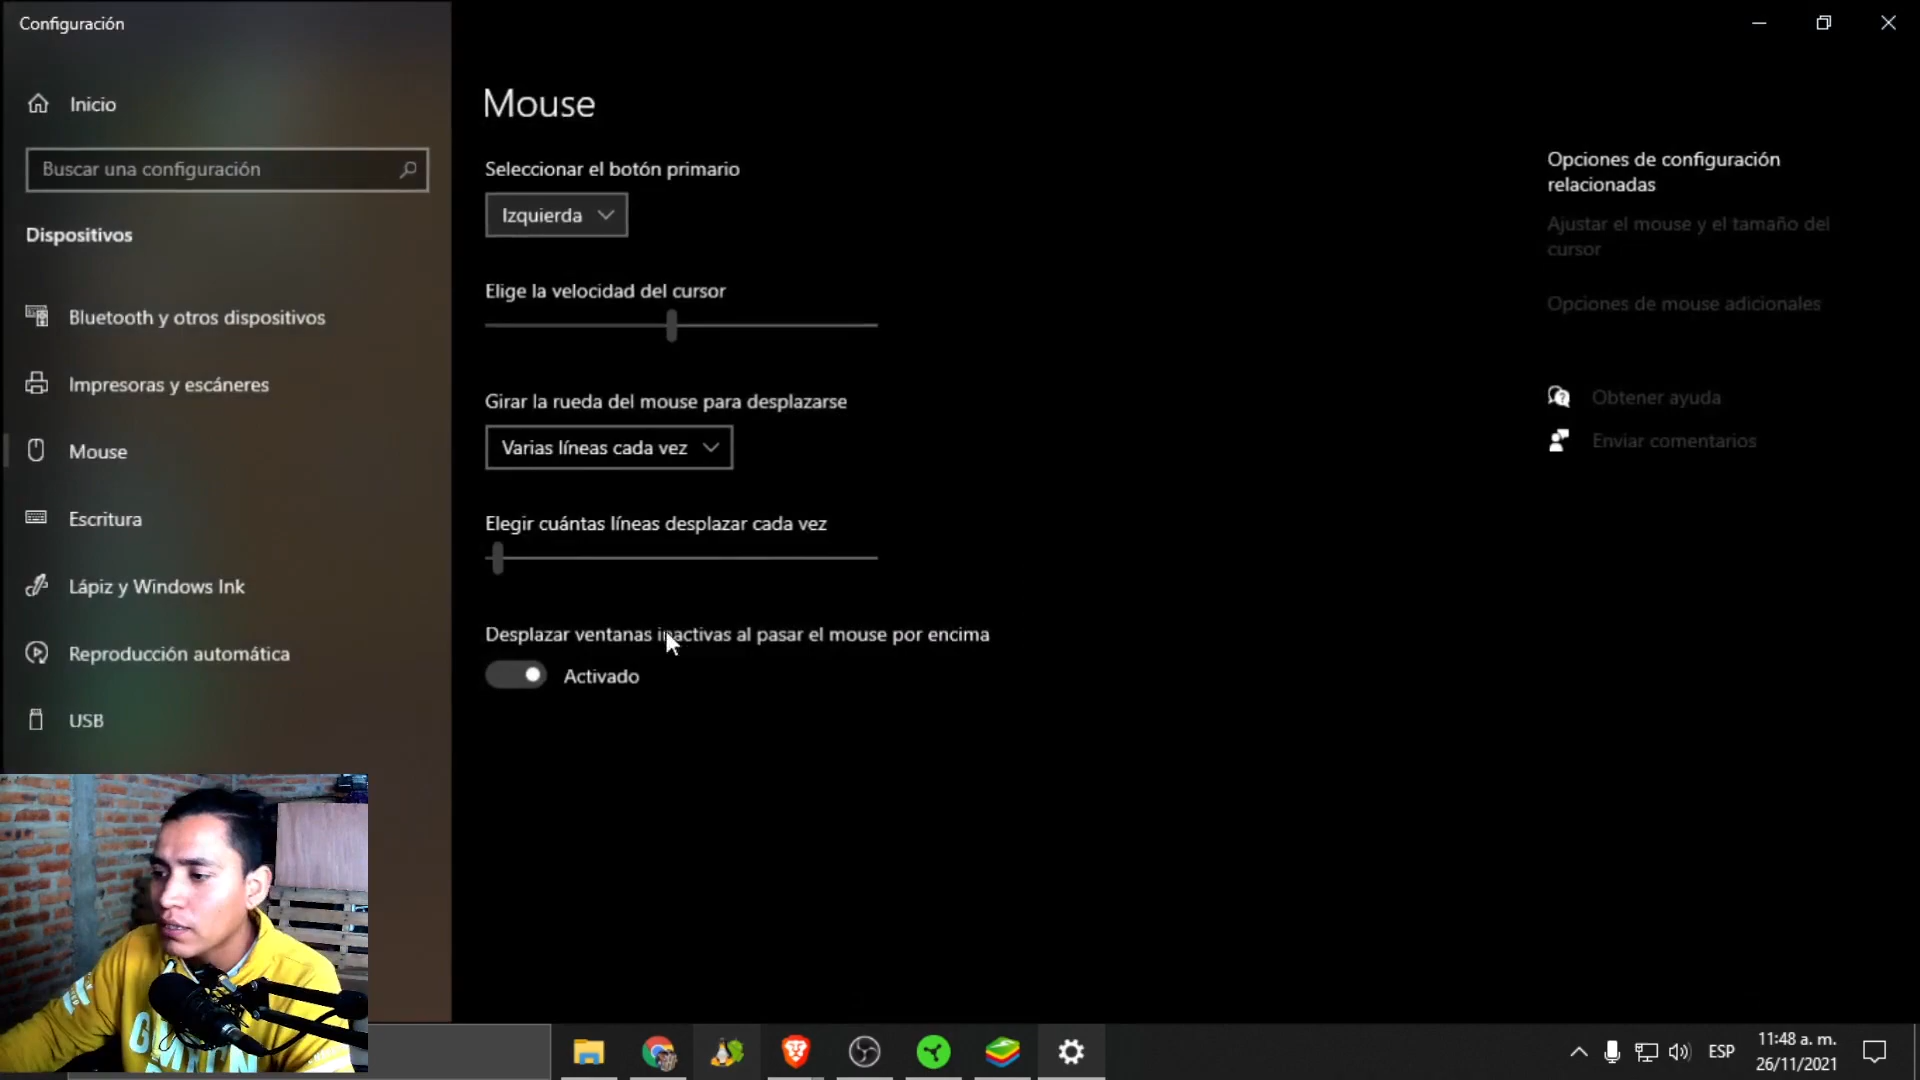 Configuración
Inicio
Buscar una configuración
Dispositivos
Bluetooth y otros dispositivos
Impresoras y escáneres
Mouse
Escritura
Lápiz y Windows Ink
Reproducción automática
USB
Mouse
Seleccionar el botón primario
Izquierda
Elige la velocidad del cursor
Girar la rueda del mouse para desplazarse
Varias líneas cada vez
Elegir cuántas líneas desplazar cada vez
Desplazar ventanas inactivas al pasar el mouse por encima
Activado
Opciones de configuración
relacionadas
Ajustar el mouse y el tamaño del
cursor
Opciones de mouse adicionales
Obtener ayuda
Enviar comentarios
ESP
11:48 a. m.
26/11/2021